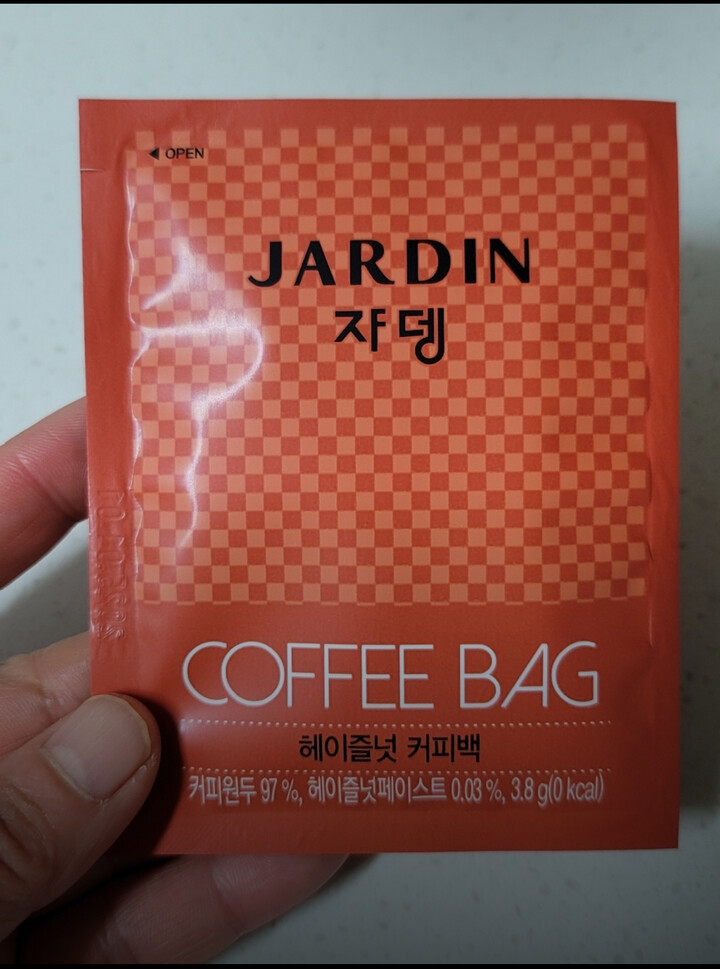 ◀ OPEN
JARDIN
쟈뎅
COFFEE BAG
헤이즐넛 커피백
커피원두 97 %, 헤이즐넛페이스트 0.03 %, 3.8 g(0 kcal)